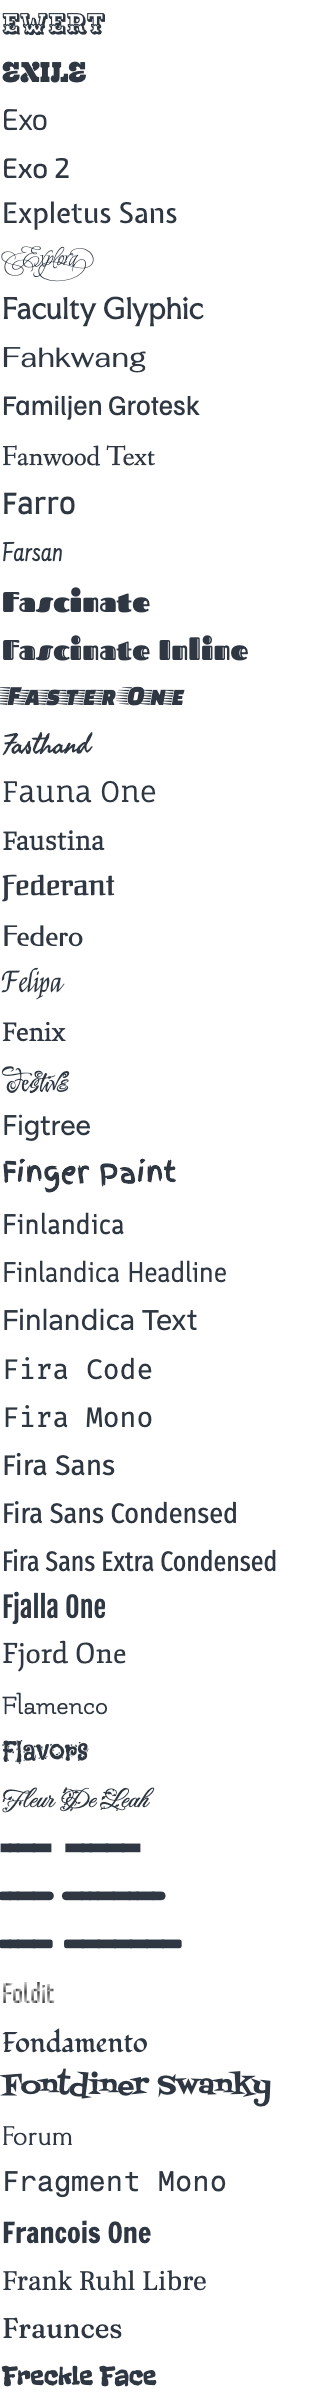 EWERT
EXILE
Exo
Exo 2
Expletus Sans
Explora
Faculty Glyphic
Fahkwang
Familjen Grotesk
Fanwood Text
Farro
Farsan
Fascinate
Fascinate Inline
FASTER ONE
Fasthand
Fauna One
Faustina
Federant
Federo
Felipa
Fenix
Festive
Figtree
Finger Paint
Finlandica
Finlandica Headline
Finlandica Text
Fira Code
Fira Mono
Fira Sans
Fira Sans Condensed
Fira Sans Extra Condensed
Fjalla One
Fjord One
Flamenco
Flavors
Fleur De Leah
Foldit
Fondamento
Fontdiner Swanky
Forum
Fragment Mono
Francois One
Frank Ruhl Libre
Fraunces
Freckle Face